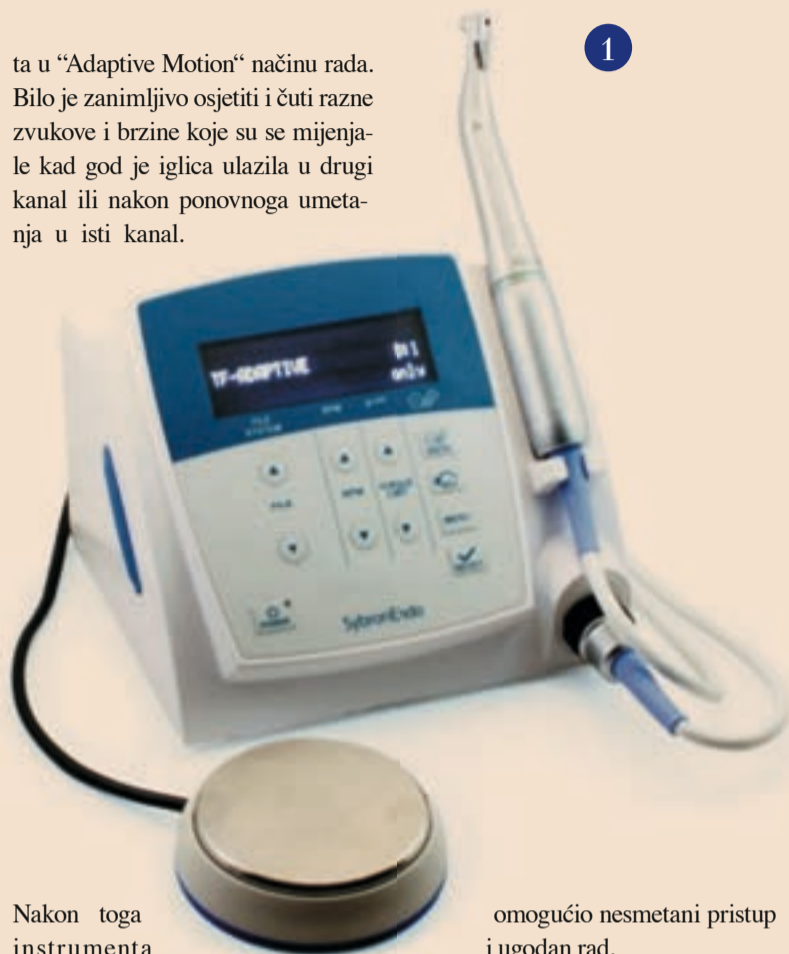 ta u “Adaptive Motion“ načinu rada.
Bilo je zanimljivo osjetiti i čuti razne
zvukove i brzine koje su se mijenja-
le kad god je iglica ulazila u drugi
kanal ili nakon ponovnoga umeta-
nja u isti kanal.
1
TF-ADAPTIVE
only
SybronEndo
Nakon toga
instrumenta
omogućio nesmetani pristup
i ugodan rad.